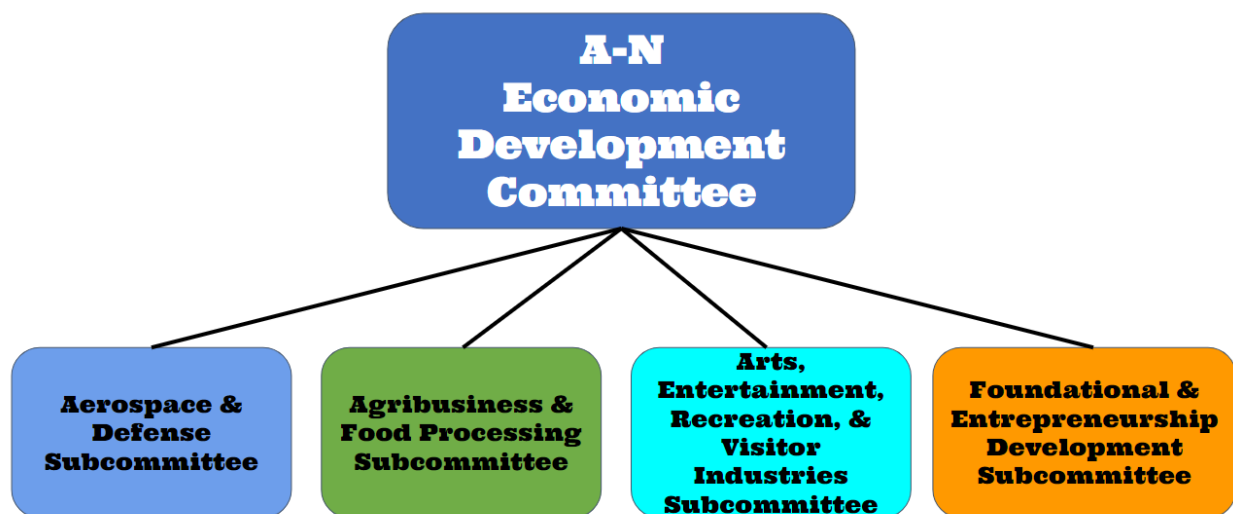 A-N
Economic
Development
Committee
Aerospace &
Defense
Subcommittee
Agribusiness &
Food Processing
Subcommittee
Arts,
Entertainment,
Recreation, &
Visitor
Industries
Subcommittee
Foundational &
Entrepreneurship
Development
Subcommittee